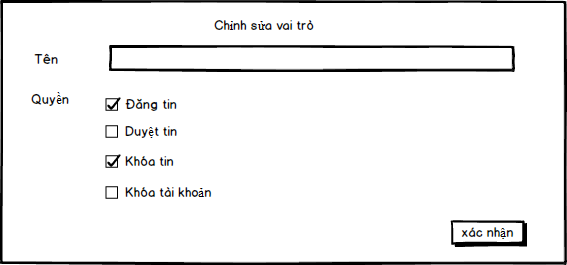 Chỉnh sửa vai trò
Tên
Quyền
Đăng tin
Duyệt tin
Khóa tin
Khóa tài khoản
xác nhận